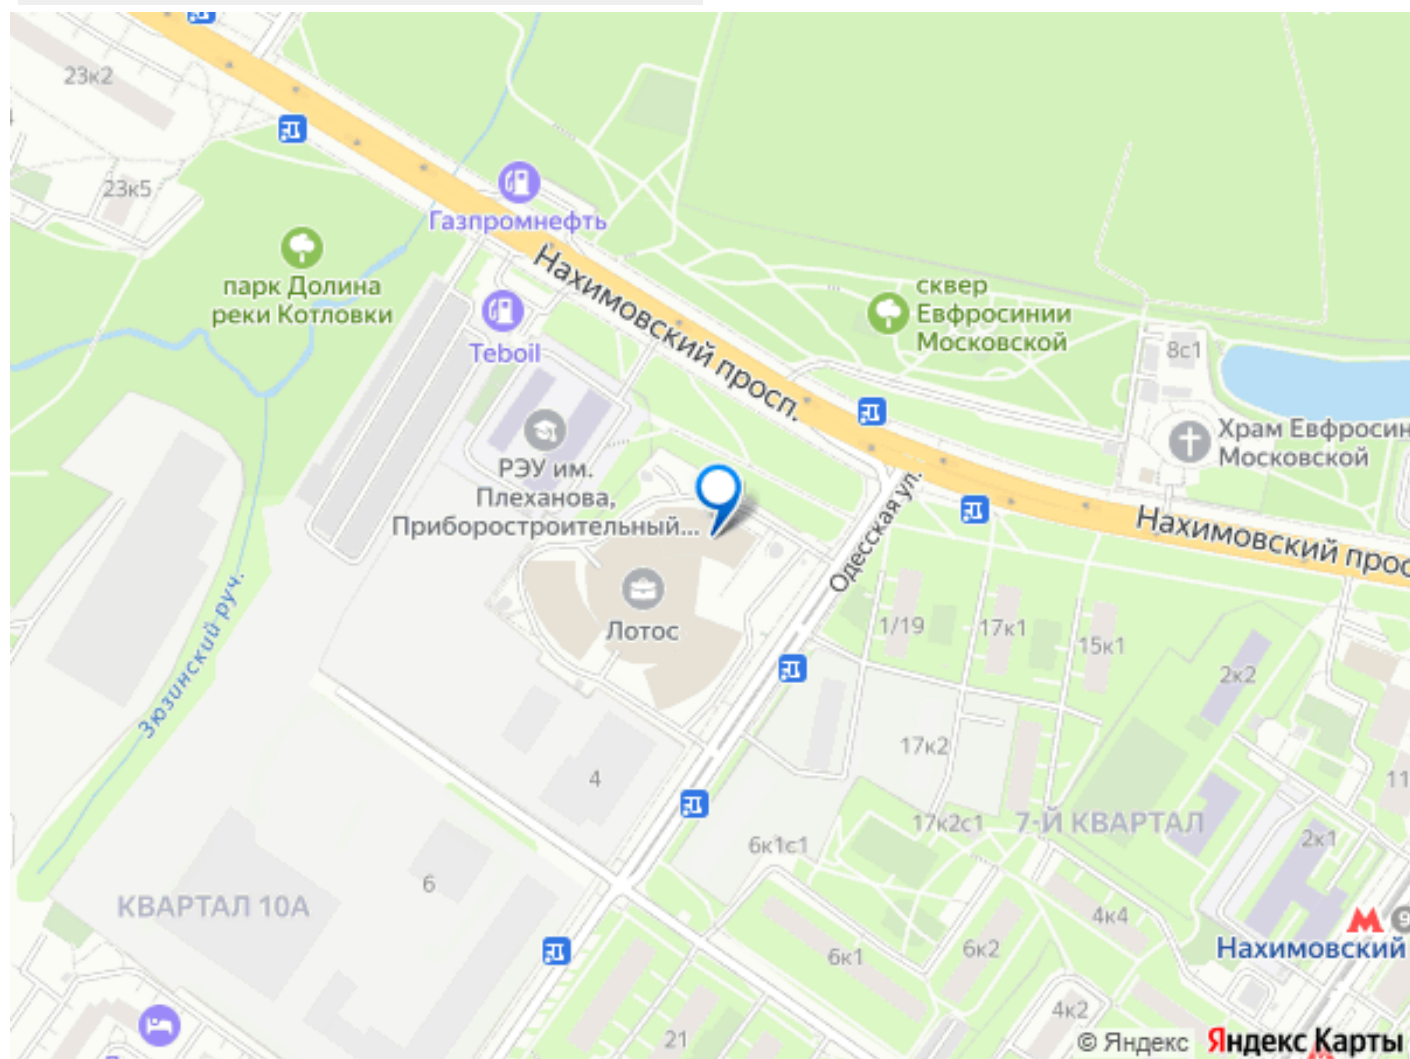 23к2
23к5
Газпромнефть
парк Долина
реки Котловки
Нахимовский просп.
Teboil
сквер
Евфросинии
Московской
8с1
Храм Евфросин
Московской
РЭУ им.
Плеханова,
Приборостроительный...
Нахимовский прос
Одесская ул.
Лотос
1/19
17к1
15к1
2к2
Зюзинский руч.
17к2
4
11
17к2с1
7-Й КВАРТАЛ
6к1с1
2к1
6
КВАРТАЛ 10А
4к4
9
Нахимовский
6к1
6к2
4к2
21
© Яндекс Яндекс Карты